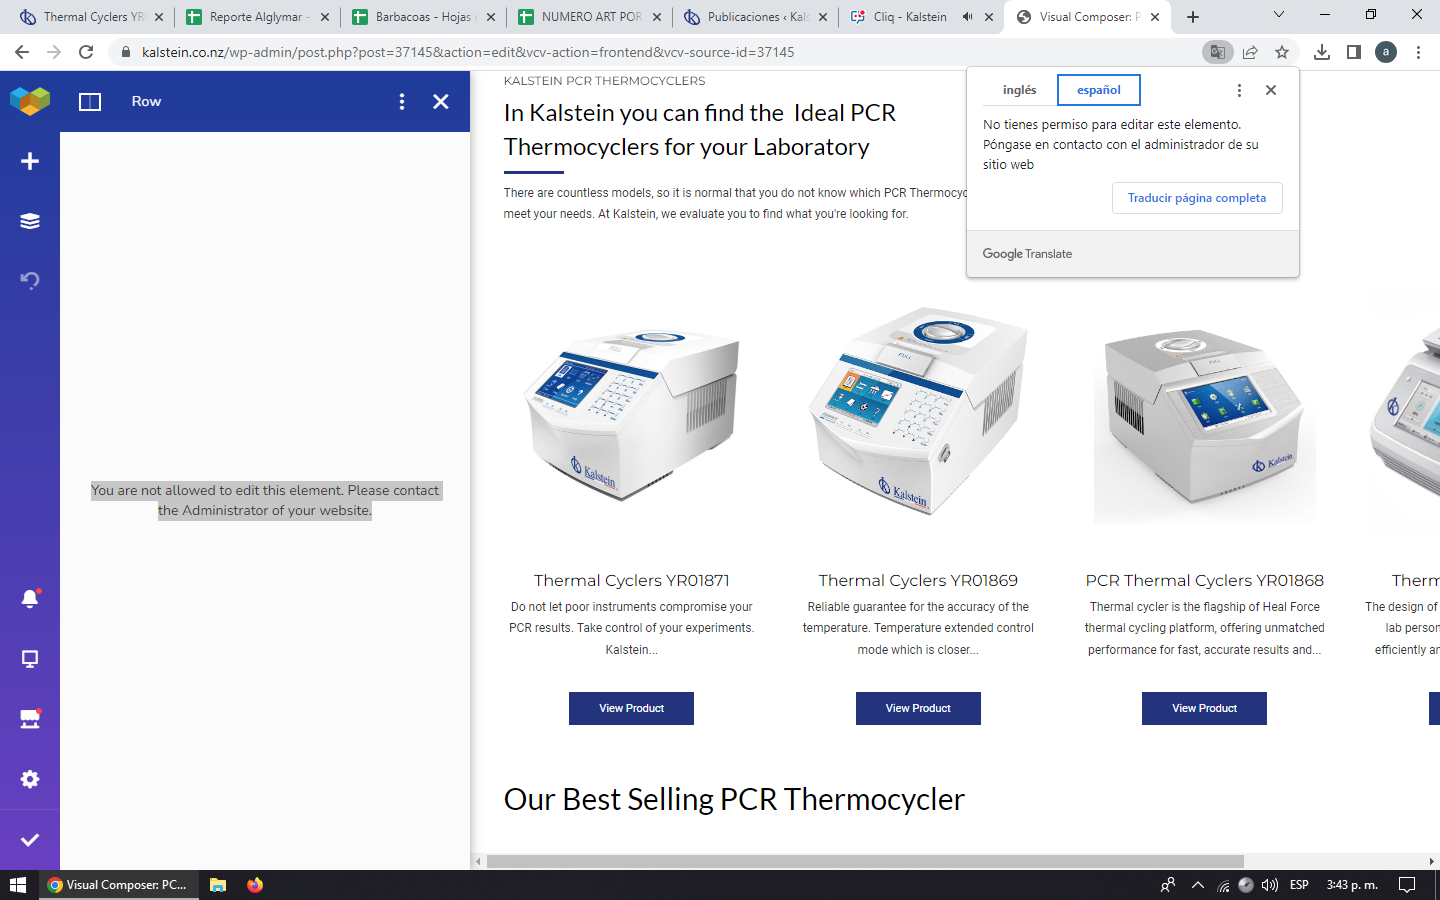 Thermal Cyclers YR
Reporte Alglymar -
Barbacoas - Hojas
NUMERO ART POR
Publicaciones ‹ Kals
Cliq - Kalstein
Visual Composer: P
kalstein.co.nz/wp-admin/post.php?post=37145&action=edit&vcv-action=frontend&vcv-source-id=37145
a
Row
You are not allowed to edit this element. Please contact
the Administrator of your website.
KALSTEIN PCR THERMOCYCLERS
In Kalstein you can find the Ideal PCR
Thermocyclers for your Laboratory
There are countless models, so it is normal that you do not know which PCR Thermocyc
meet your needs. At Kalstein, we evaluate you to find what you're looking for.
inglés
español
No tienes permiso para editar este elemento.
Póngase en contacto con el administrador de su
sitio web
Traducir página completa
Google Translate
PULL
Kalstein
PULL
Kalstein
PULL
Kalstein
Thermal Cyclers YR01871
Do not let poor instruments compromise your
PCR results. Take control of your experiments.
Kalstein...
View Product
Thermal Cyclers YR01869
Reliable guarantee for the accuracy of the
temperature. Temperature extended control
mode which is closer...
View Product
PCR Thermal Cyclers YR01868
Thermal cycler is the flagship of Heal Force
thermal cycling platform, offering unmatched
performance for fast, accurate results and...
View Product
Therm
The design of
lab person
efficiently an
Our Best Selling PCR Thermocycler
Visual Composer: PC...
ESP
3:43 p. m.